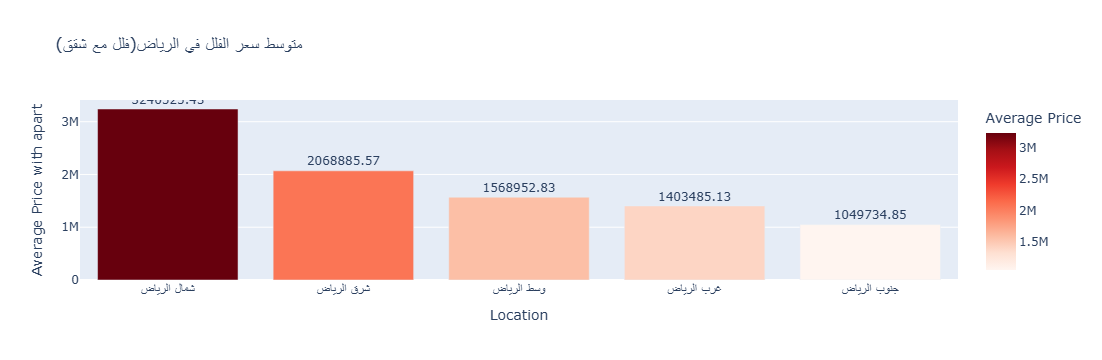 متوسط سعر الفلل في الرياض(فلل مع شقق)
Average Price with apart
3M
2M
1M
0
2068885.57
1568952.83
1403485.13
1049734.85
شمال الرياض
شرق الرياض
وسط الرياض
غرب الرياض
جنوب الرياض
Location
Average Price
3M
2.5M
2M
1.5M